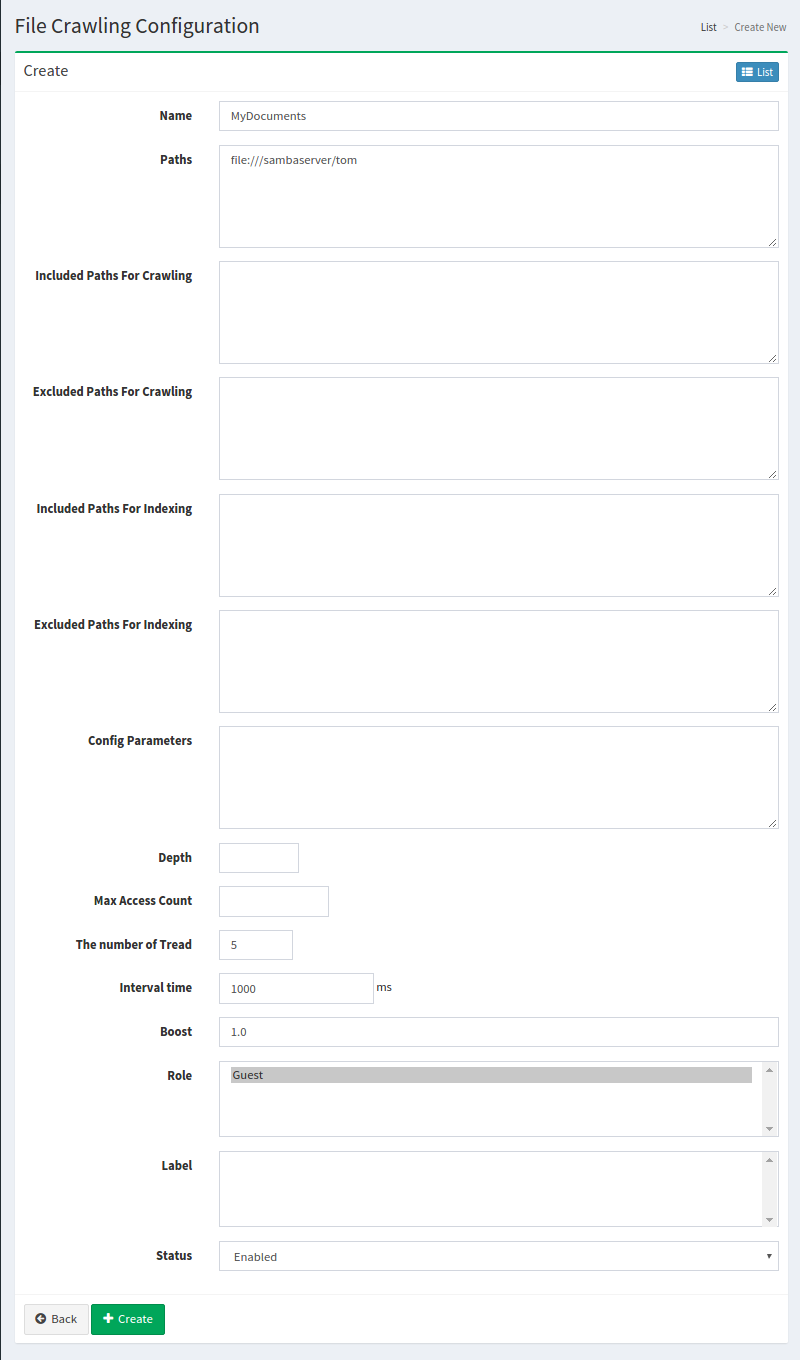 File Crawling Configuration
List > Create New
Create
List
Name
MyDocuments
Paths
file:///sambaserver/tom
Included Paths For Crawling
Excluded Paths For Crawling
Included Paths For Indexing
Excluded Paths For Indexing
Config Parameters
Depth
Max Access Count
The number of Tread
5
Interval time
1000 ms
Boost
1.0
Role
Guest
Label
Status
Enabled
Back
Create